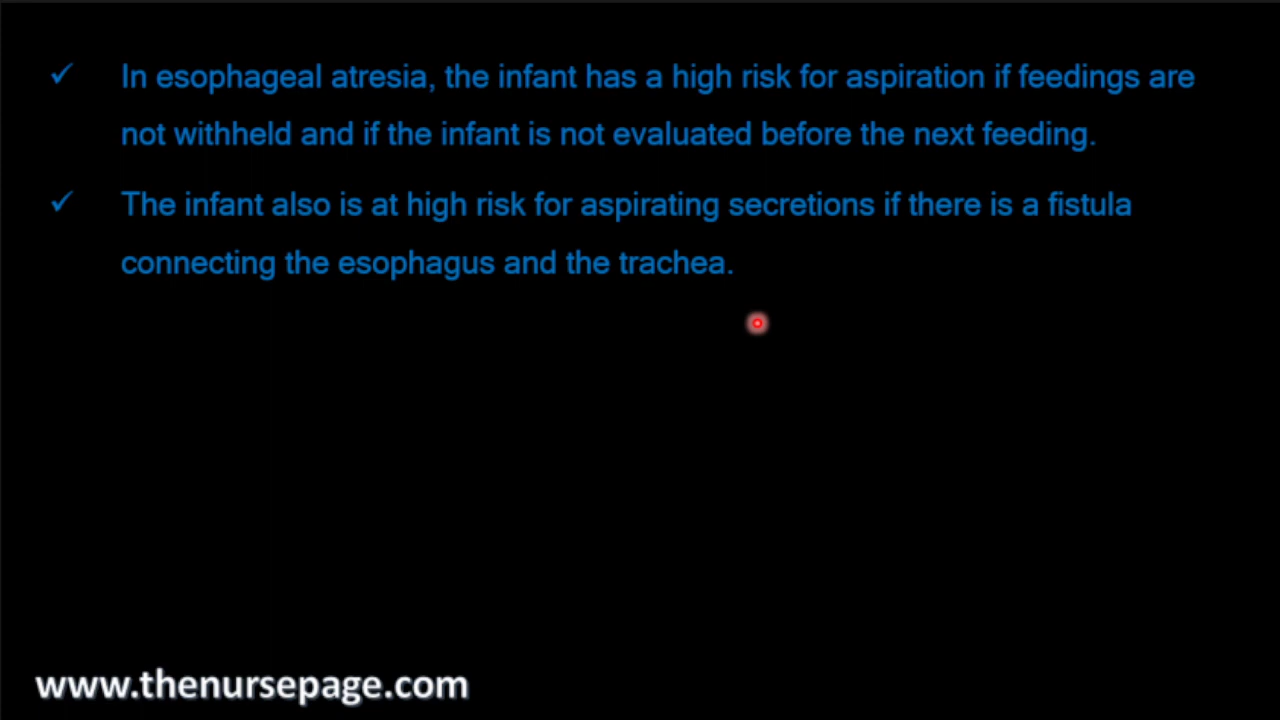 ✓ In esophageal atresia, the infant has a high risk for aspiration if feedings are
not withheld and if the infant is not evaluated before the next feeding.
✓ The infant also is at high risk for aspirating secretions if there is a fistula
connecting the esophagus and the trachea.
www.thenursepage.com